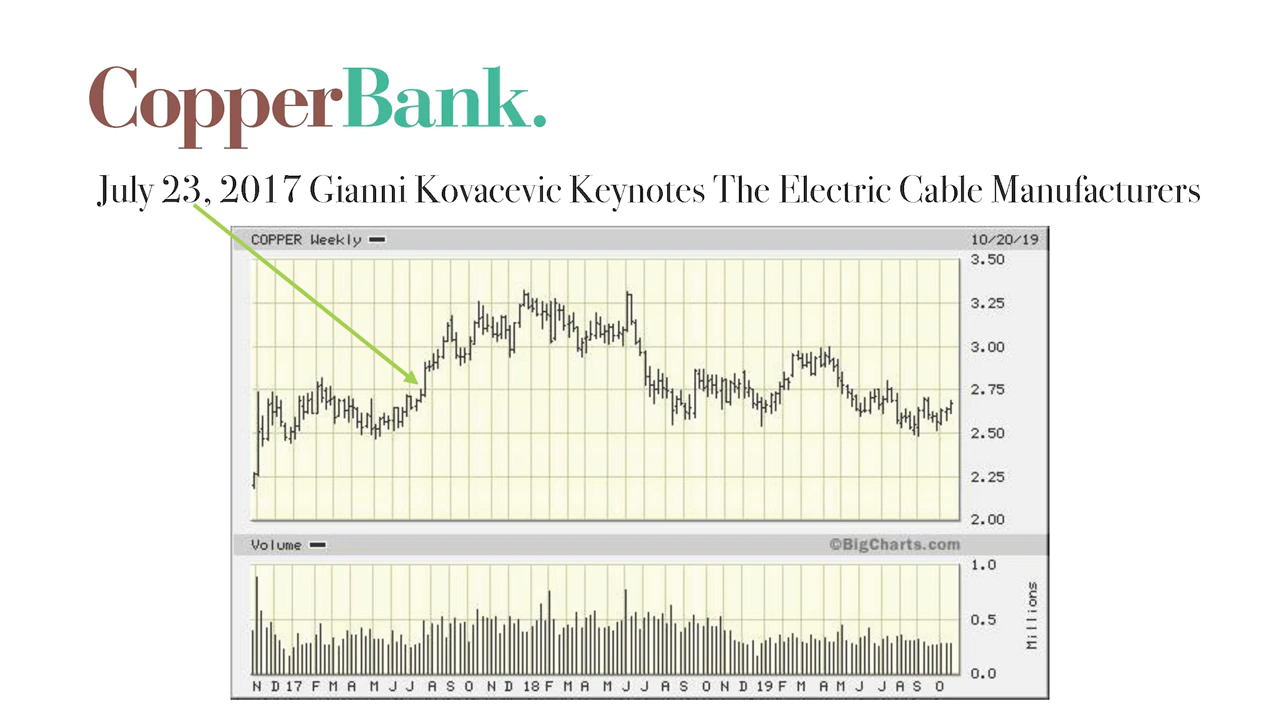 CopperBank.
July 23, 2017 Gianni Kovacevic Keynotes The Electric Cable Manufacturers
COPPER Weekly 10/20/19
3.50
3.25
3.00
2.75
2.50
2.25
2.00
Volume ©BigCharts.com
1.0
0.5
0.0
Millions
N D 17 F M A M J J A S O N D 18 F M A M J J A S O N D 19 F M A M J J A S O